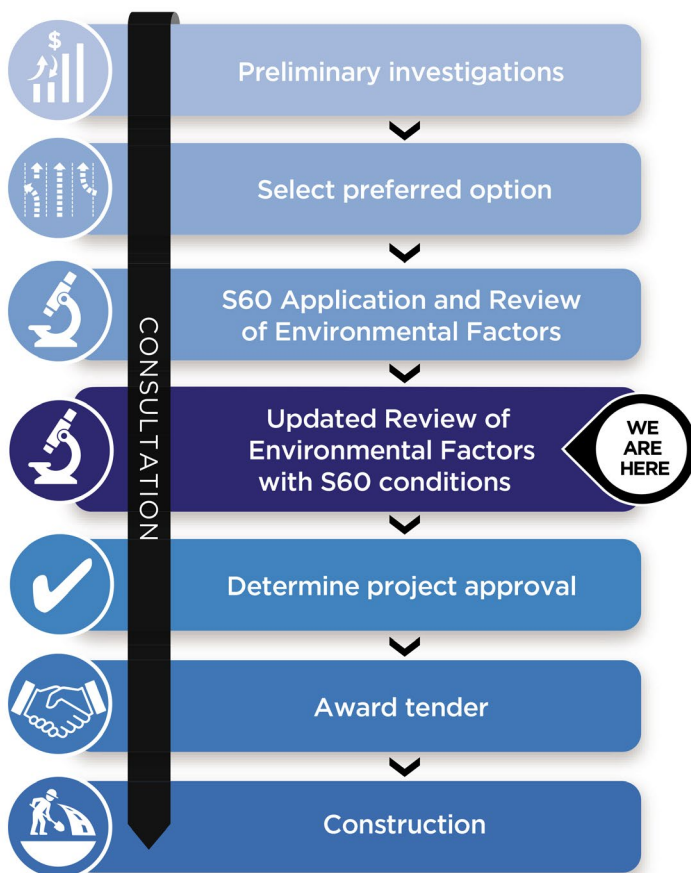 $
Preliminary investigations
Select preferred option
S60 Application and Review
of Environmental Factors
CONSULTATION
Updated Review of
Environmental Factors
with S60 conditions
WE
ARE
HERE
Determine project approval
Award tender
Construction